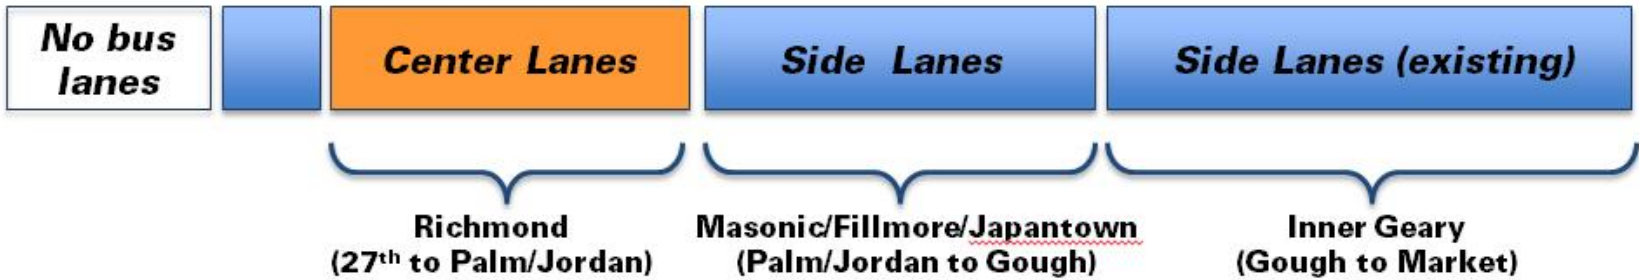 No bus
lanes
Center Lanes
Side Lanes
Side Lanes (existing)
Richmond
(27th to Palm/Jordan)
Masonic/Fillmore/Japantown
(Palm/Jordan to Gough)
Inner Geary
(Gough to Market)